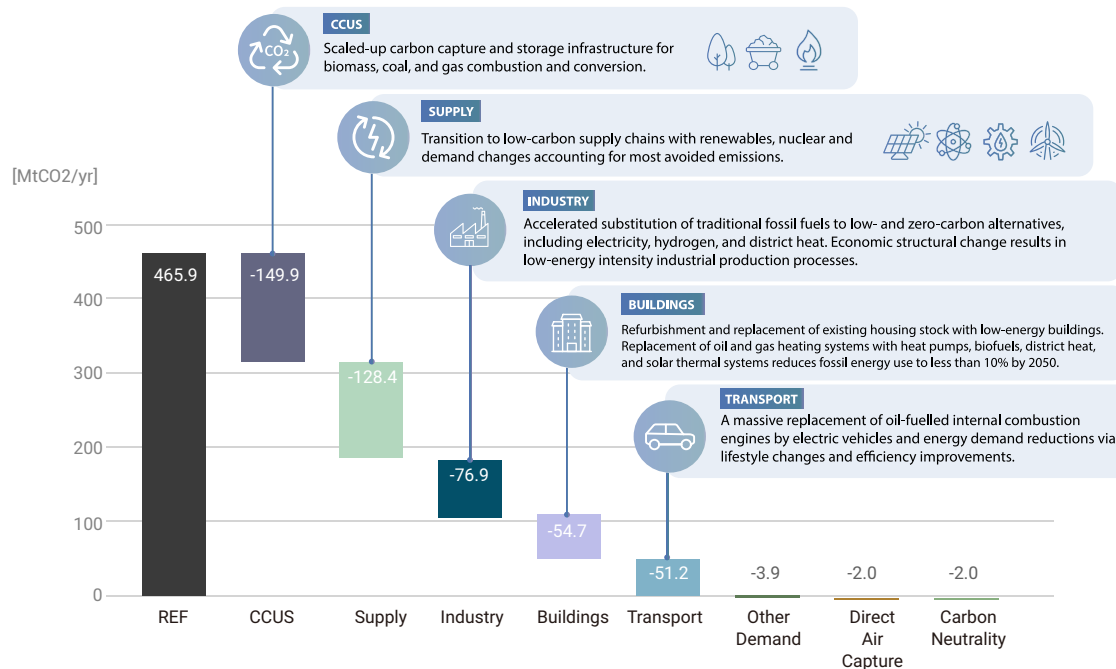 CCUS
CO₂
Scaled-up carbon capture and storage infrastructure for
biomass, coal, and gas combustion and conversion.
SUPPLY
Transition to low-carbon supply chains with renewables, nuclear and
demand changes accounting for most avoided emissions.
[MtCO2/yr]
INDUSTRY
Accelerated substitution of traditional fossil fuels to low- and zero-carbon alternatives,
including electricity, hydrogen, and district heat. Economic structural change results in
low-energy intensity industrial production processes.
BUILDINGS
Refurbishment and replacement of existing housing stock with low-energy buildings.
Replacement of oil and gas heating systems with heat pumps, biofuels, district heat,
and solar thermal systems reduces fossil energy use to less than 10% by 2050.
TRANSPORT
A massive replacement of oil-fuelled internal combustion
engines by electric vehicles and energy demand reductions via
lifestyle changes and efficiency improvements.
500
400
300
200
100
0
465.9
-149.9
-128.4
-76.9
-54.7
-51.2
-3.9
-2.0
-2.0
REF
CCUS
Supply
Industry
Buildings
Transport
Other
Demand
Direct
Air
Capture
Carbon
Neutrality